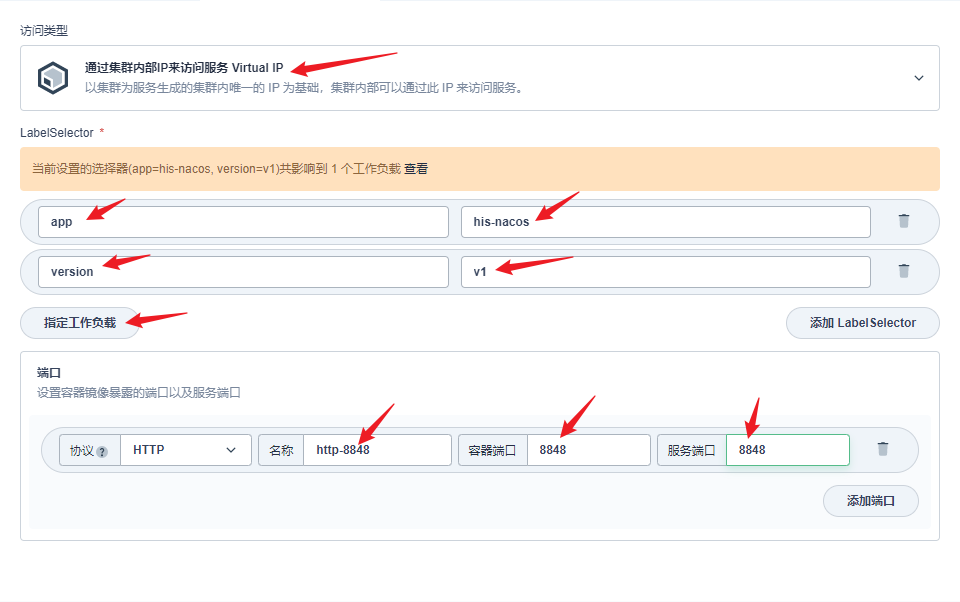 访问类型
通过集群内部IP来访问服务 Virtual IP
以集群为服务生成的集群内唯一的 IP 为基础，集群内部可以通过此 IP 来访问服务。
LabelSelector *
当前设置的选择器(app=his-nacos, version=v1)共影响到 1 个工作负载 查看
app his-nacos
version v1
指定工作负载 添加 LabelSelector
端口
设置容器镜像暴露的端口以及服务端口
协议 ? HTTP 名称 http-8848 容器端口 8848 服务端口 8848
添加端口